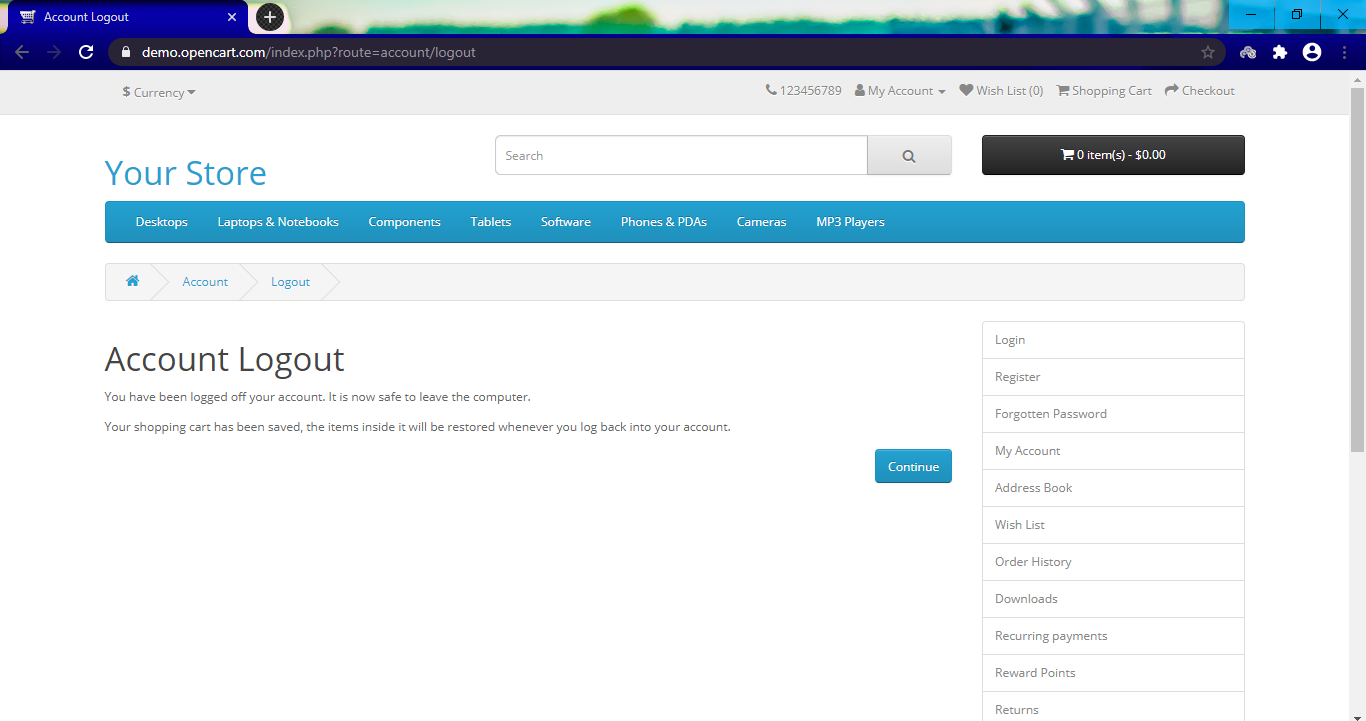 Account Logout
demo.opencart.com/index.php?route=account/logout
$ Currency 123456789 My Account Wish List (0) Shopping Cart Checkout
Your Store
Search
0 item(s) - $0.00
Desktops Laptops & Notebooks Components Tablets Software Phones & PDAs Cameras MP3 Players
Account Logout
Account Logout
You have been logged off your account. It is now safe to leave the computer.
Your shopping cart has been saved, the items inside it will be restored whenever you log back into your account.
Continue
Login
Register
Forgotten Password
My Account
Address Book
Wish List
Order History
Downloads
Recurring payments
Reward Points
Returns